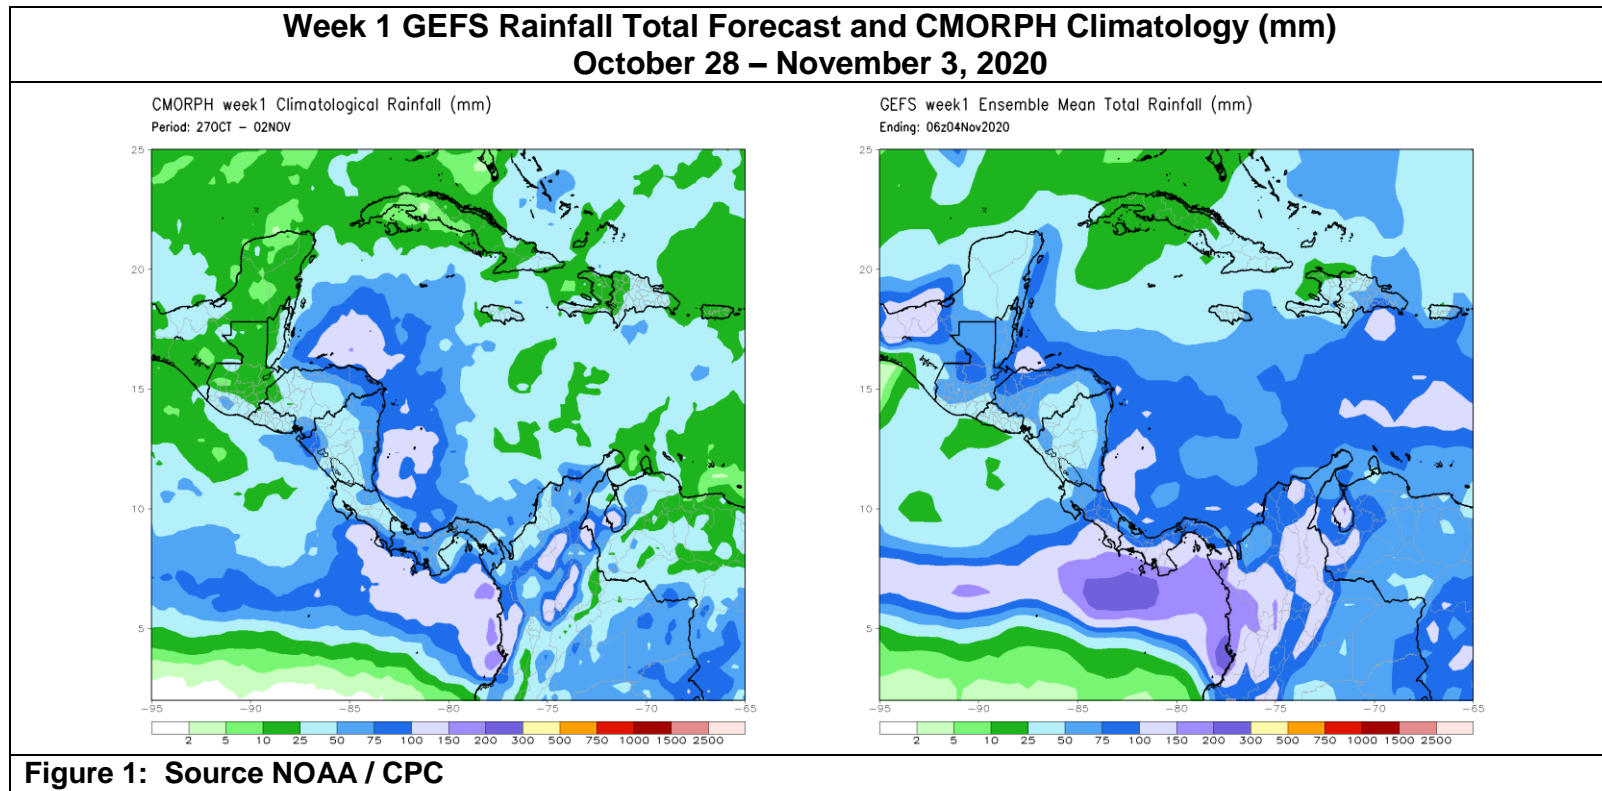 Week 1 GEFS Rainfall Total Forecast and CMORPH Climatology (mm)
October 28 – November 3, 2020
CMORPH week1 Climatological Rainfall (mm)
Period: 27OCT – 02NOV
25
20
15
10
5
−95
−90
−85
−80
−75
−70
−65
2 5 10 25 50 75 100 150 200 300 500 750 1000 1500 2500
GEFS week1 Ensemble Mean Total Rainfall (mm)
Ending: 06z04Nov2020
25
20
15
10
5
−95
−90
−85
−80
−75
−70
−65
2 5 10 25 50 75 100 150 200 300 500 750 1000 1500 2500
Figure 1: Source NOAA / CPC